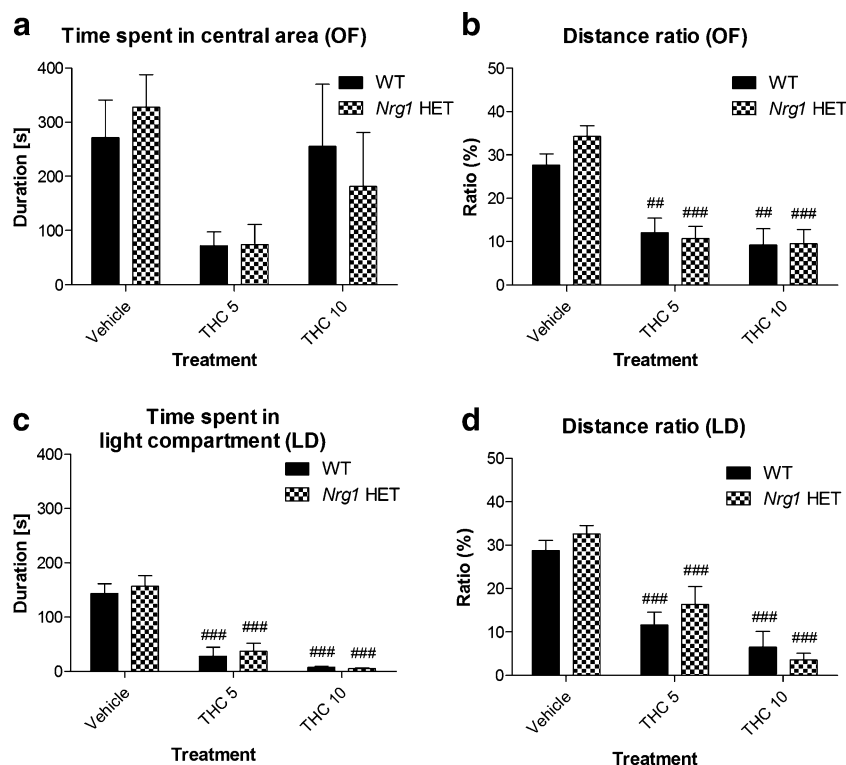 a
Time spent in central area (OF)
400
300
200
100
0
Duration [s]
WT
Nrg1 HET
Vehicle
THC 5
THC 10
Treatment
b
Distance ratio (OF)
50
40
30
20
10
0
Ratio (%)
WT
Nrg1 HET
##
###
##
###
Vehicle
THC 5
THC 10
Treatment
c
Time spent in
light compartment (LD)
400
300
200
100
0
Duration [s]
WT
Nrg1 HET
###
###
###
###
Vehicle
THC 5
THC 10
Treatment
d
Distance ratio (LD)
50
40
30
20
10
0
Ratio (%)
WT
Nrg1 HET
###
###
###
###
Vehicle
THC 5
THC 10
Treatment